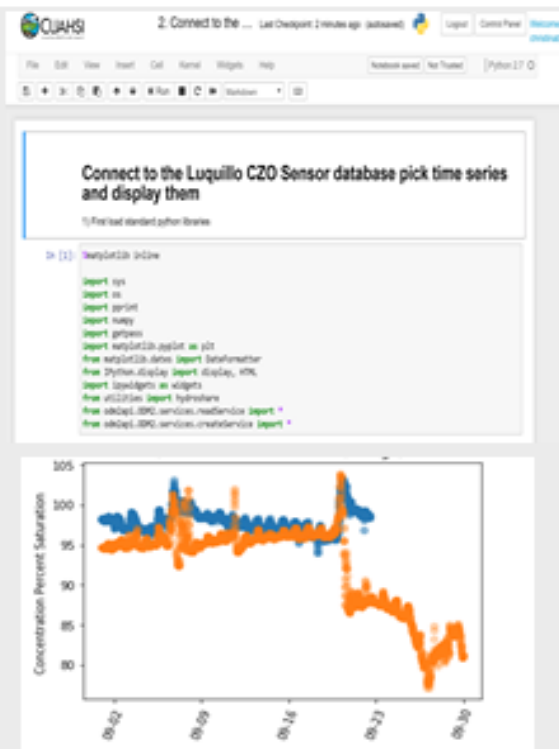 CUAHSI
2: Connect to the ... Last Checkpoint: 2 minutes ago (autosaved)
Logout Control Panel
Welcome
File Edit View Insert Cell Kernel Widgets Help
Notebook saved Not Trusted Python 2.7 O
Run Markdown
Connect to the Luquillo CZO Sensor database pick time series
and display them
1) First load standard python libraries
In [1]: %matplotlib inline
import sys
import os
import pprint
import numpy
import getpass
import matplotlib.pyplot as plt
from matplotlib.dates import DateFormatter
from IPython.display import display, HTML
import ipywidgets as widgets
from utilities import hydroshare
from odm2api.ODM2.services.readService import *
from odm2api.ODM2.services.createService import *
105
100
95
90
85
80
Concentration Percent Saturation
09-02
09-09
09-16
09-23
09-30